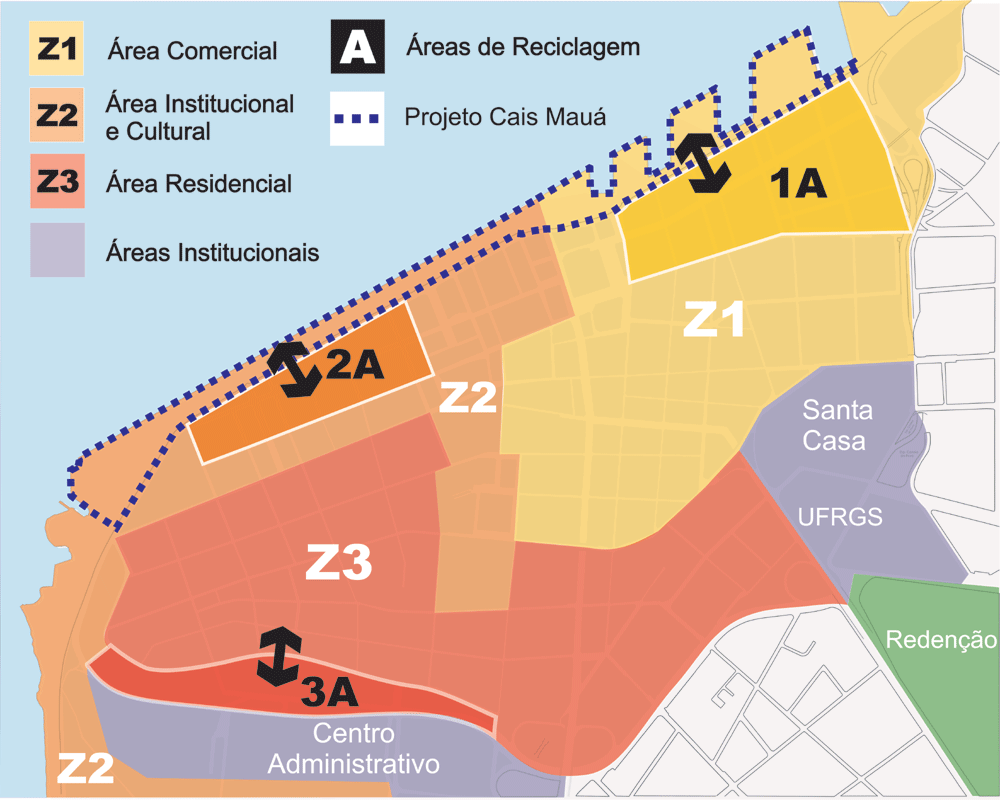 Z1 Área Comercial
Z2 Área Institucional
e Cultural
Z3 Área Residencial
Áreas Institucionais
A Áreas de Reciclagem
Projeto Cais Mauá
1A
Z1
2A
Z2
Santa
Casa
UFRGS
Z3
Redenção
3A
Centro
Administrativo
Z2